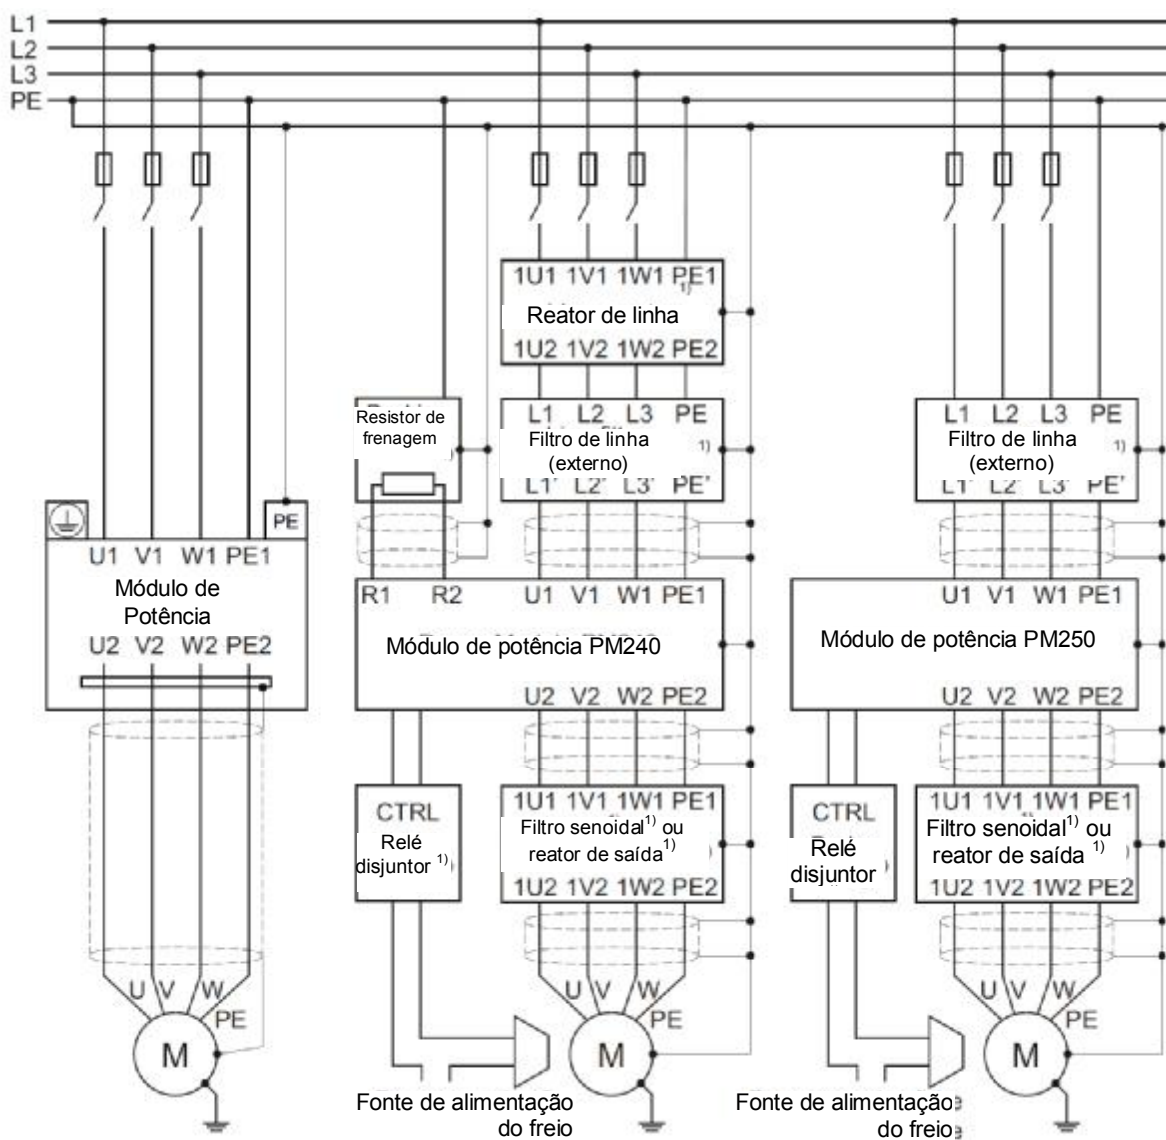 L1
L2
L3
PE
1U1 1V1 1W1 PE1
1)
Reator de linha
1U2 1V2 1W2 PE2
Resistor de
frenagem
L1 L2 L3 PE
Filtro de linha
(externo)
1)
L1' L2' L3' PE'
L1 L2 L3 PE
Filtro de linha
(externo)
1)
L1' L2' L3' PE'
PE
U1 V1 W1 PE1
Módulo de
Potência
U2 V2 W2 PE2
R1 R2 U1 V1 W1 PE1
Módulo de potência PM240
U2 V2 W2 PE2
U1 V1 W1 PE1
Módulo de potência PM250
U2 V2 W2 PE2
CTRL
Relé
disjuntor 1)
1U1 1V1 1W1 PE1
Filtro senoidal1) ou
reator de saída1)
1U2 1V2 1W2 PE2
CTRL
Relé
disjuntor
1U1 1V1 1W1 PE1
Filtro senoidal1) ou
reator de saída 1)
1U2 1V2 1W2 PE2
U V W
PE
M
U V W
PE
M
U V W
PE
M
Fonte de alimentação
do freio
Fonte de alimentação
do freio